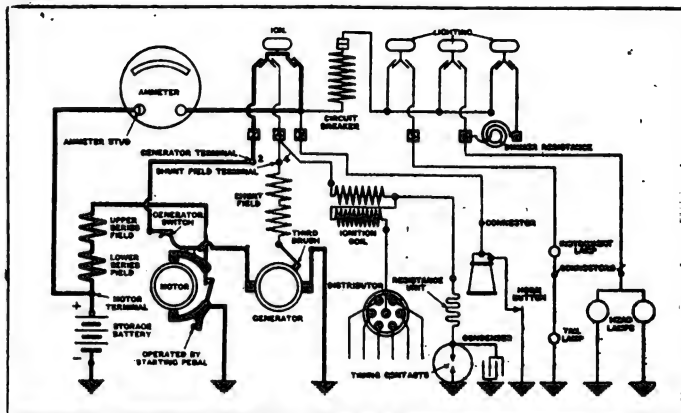 IGN.
LIGHTING
AMMETER
CIRCUIT
BREAKER
AMMETER STUD
DIMMER RESISTANCE
GENERATOR TERMINAL
2
4
SHUNT FIELD TERMINAL
SHUNT
FIELD
IGNITION
COIL
CONNECTOR
UPPER
SERIES
FIELD
GENERATOR
SWITCH
THIRD
BRUSH
INSTRUMENT
LAMP
LOWER
SERIES
FIELD
DISTRIBUTOR
RESISTANCE
UNIT
HORN
BUTTON
CONNECTORS
MOTOR
GENERATOR
HEAD
LAMPS
MOTOR
TERMINAL
+
STORAGE
BATTERY
-
CONDENSER
TAIL
LAMP
OPERATED BY
STARTING PEDAL
TIMING CONTACTS